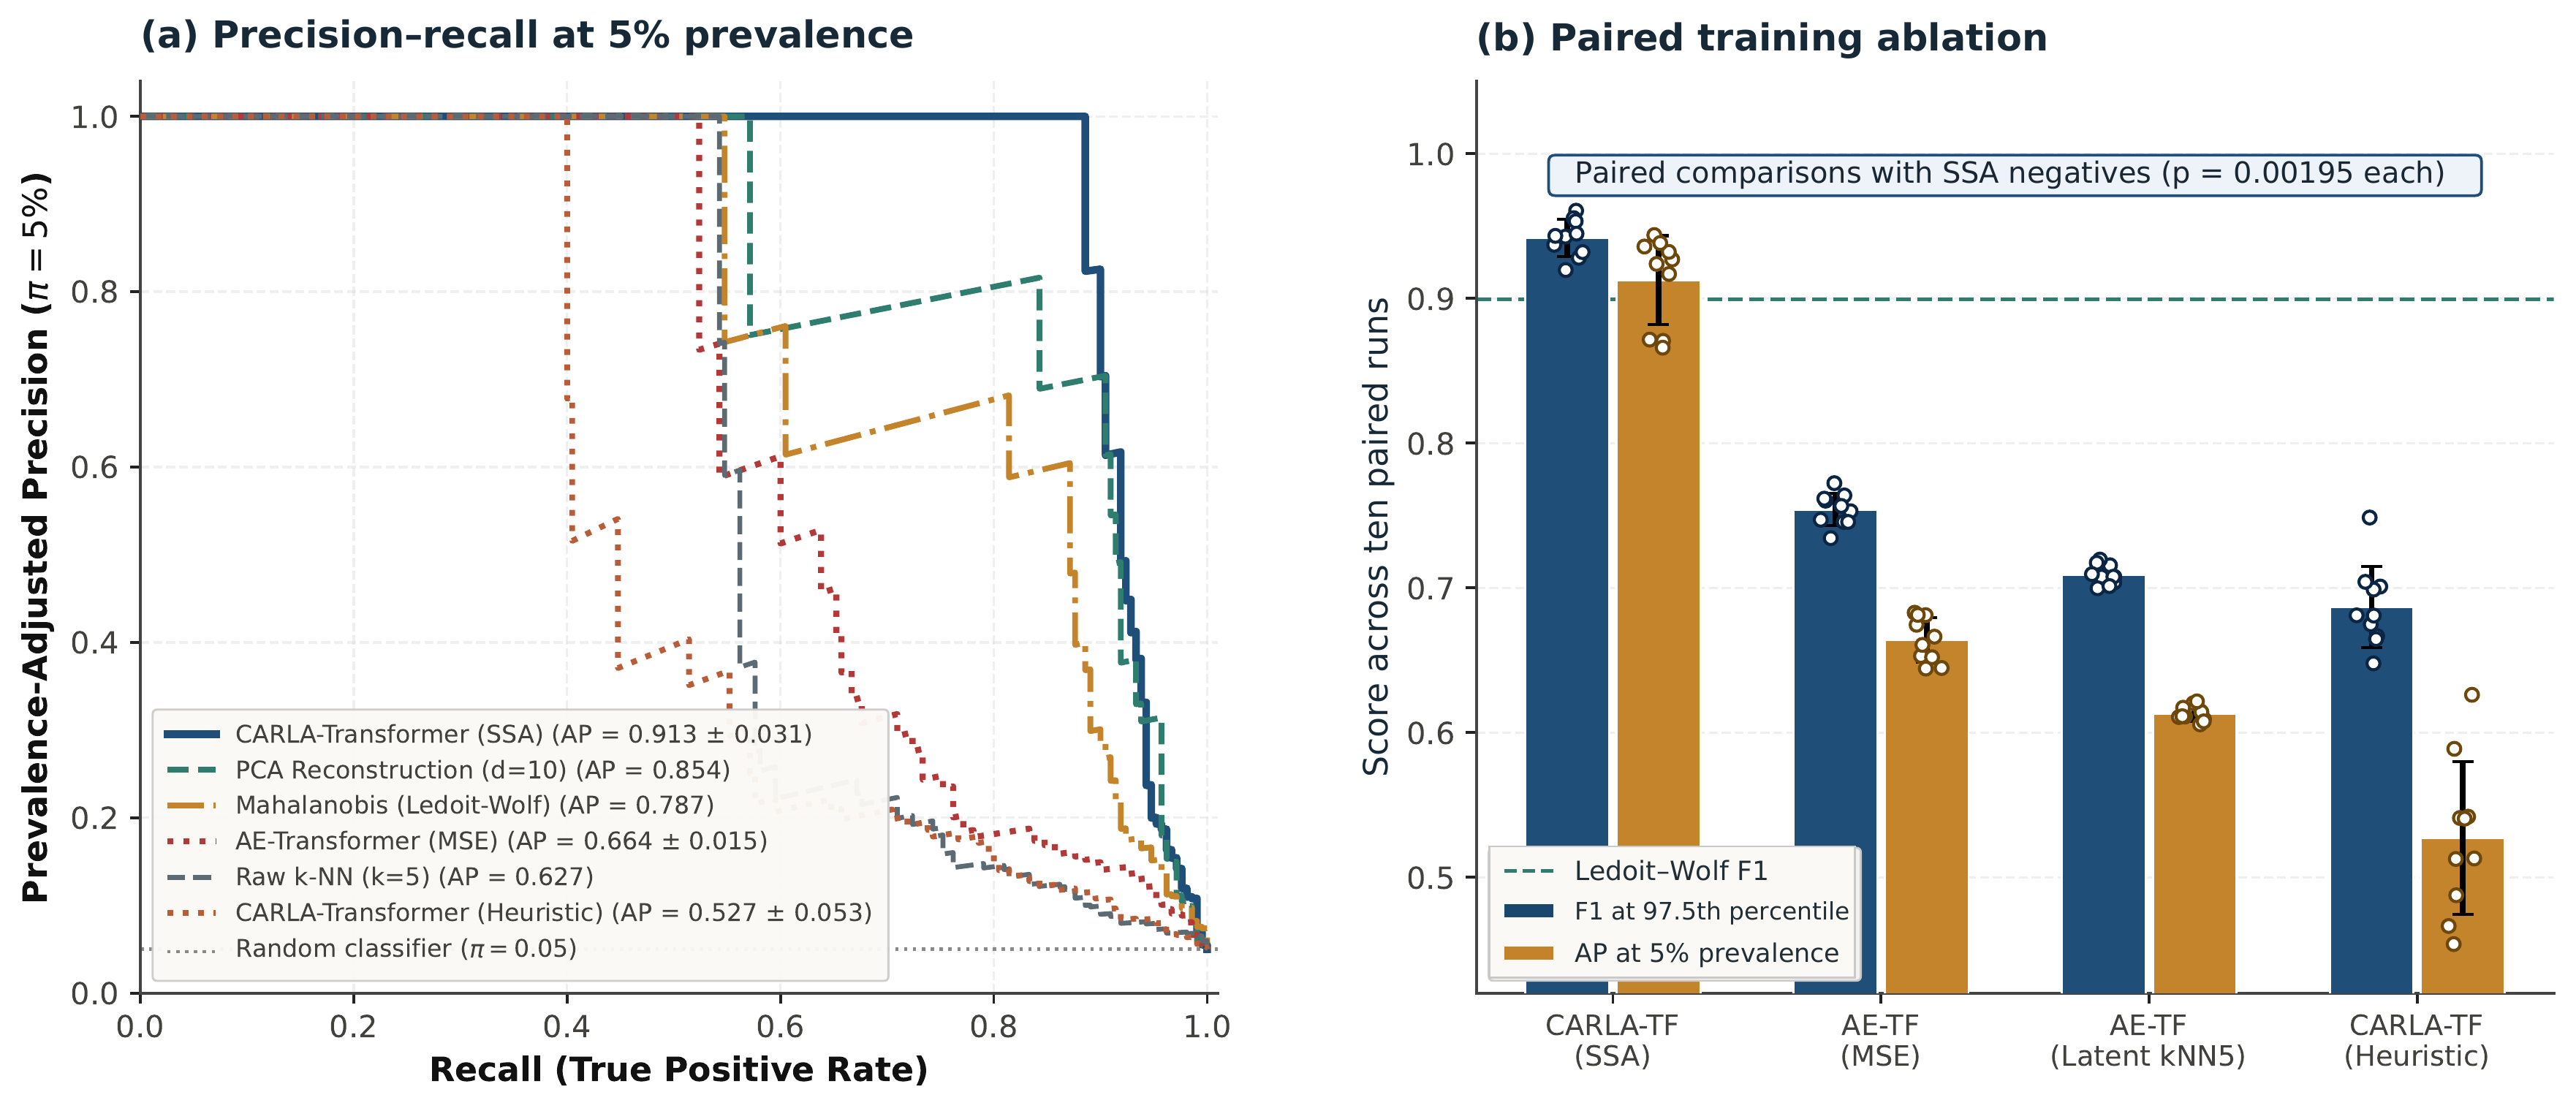 (a) Precision–recall at 5% prevalence
Prevalence-Adjusted Precision (π = 5%)
1.0
0.8
0.6
0.4
0.2
0.0
CARLA-Transformer (SSA) (AP = 0.913 ± 0.031)
PCA Reconstruction (d=10) (AP = 0.854)
Mahalanobis (Ledoit-Wolf) (AP = 0.787)
AE-Transformer (MSE) (AP = 0.664 ± 0.015)
Raw k-NN (k=5) (AP = 0.627)
CARLA-Transformer (Heuristic) (AP = 0.527 ± 0.053)
Random classifier (π = 0.05)
0.0 0.2 0.4 0.6 0.8 1.0
Recall (True Positive Rate)
(b) Paired training ablation
Score across ten paired runs
1.0
0.9
0.8
0.7
0.6
0.5
Paired comparisons with SSA negatives (p = 0.00195 each)
Ledoit–Wolf F1
F1 at 97.5th percentile
AP at 5% prevalence
CARLA-TF
(SSA)
AE-TF
(MSE)
AE-TF
(Latent kNN5)
CARLA-TF
(Heuristic)